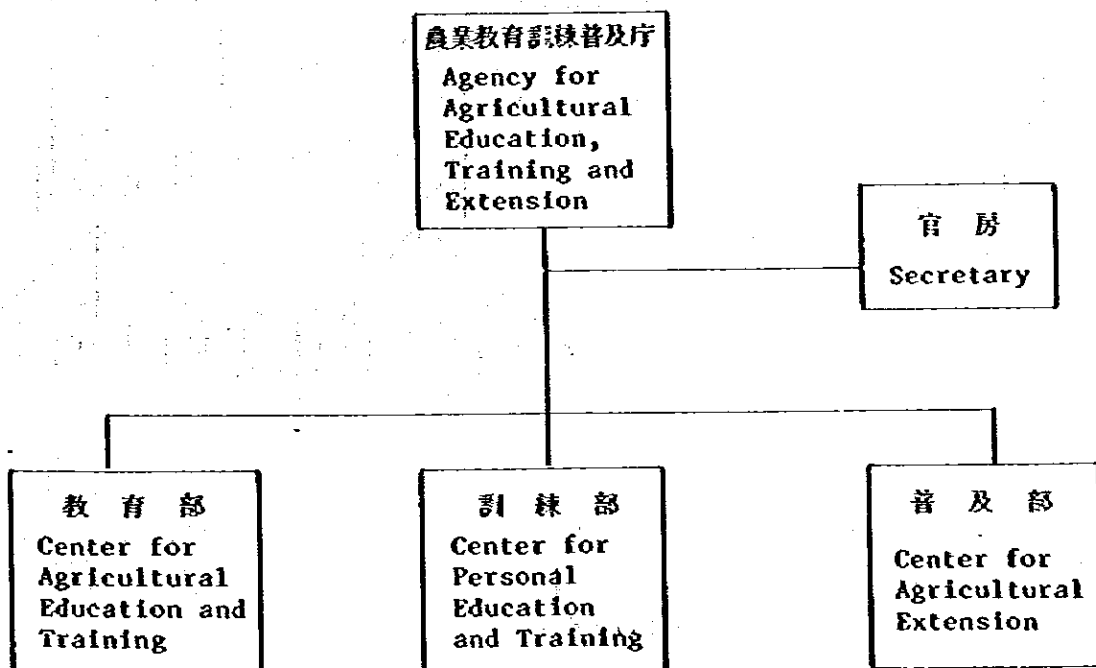 農業教育訓練普及庁
Agency for
Agricultural
Education,
Training and
Extension
官房
Secretary
教育部
Center for
Agricultural
Education and
Training
訓練部
Center for
Personal
Education
and Training
普及部
Center for
Agricultural
Extension